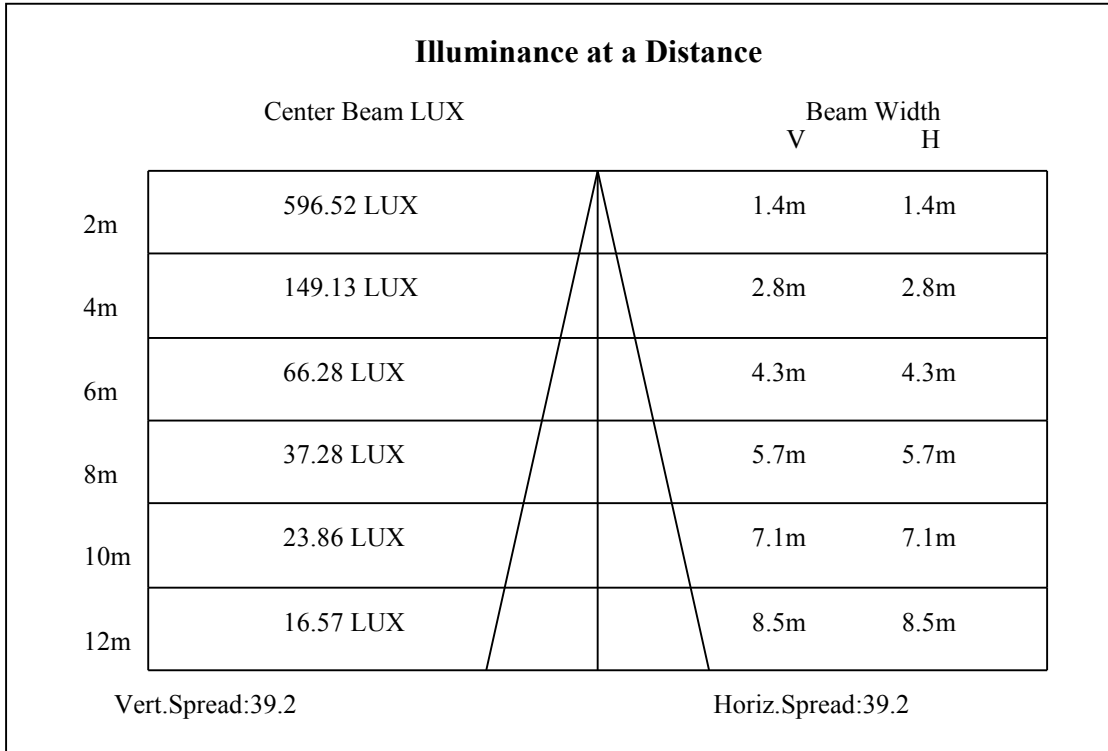 Illuminance at a Distance
Center Beam LUX Beam Width
V H
2m 596.52 LUX 1.4m 1.4m
4m 149.13 LUX 2.8m 2.8m
6m 66.28 LUX 4.3m 4.3m
8m 37.28 LUX 5.7m 5.7m
10m 23.86 LUX 7.1m 7.1m
12m 16.57 LUX 8.5m 8.5m
Vert.Spread:39.2 Horiz.Spread:39.2